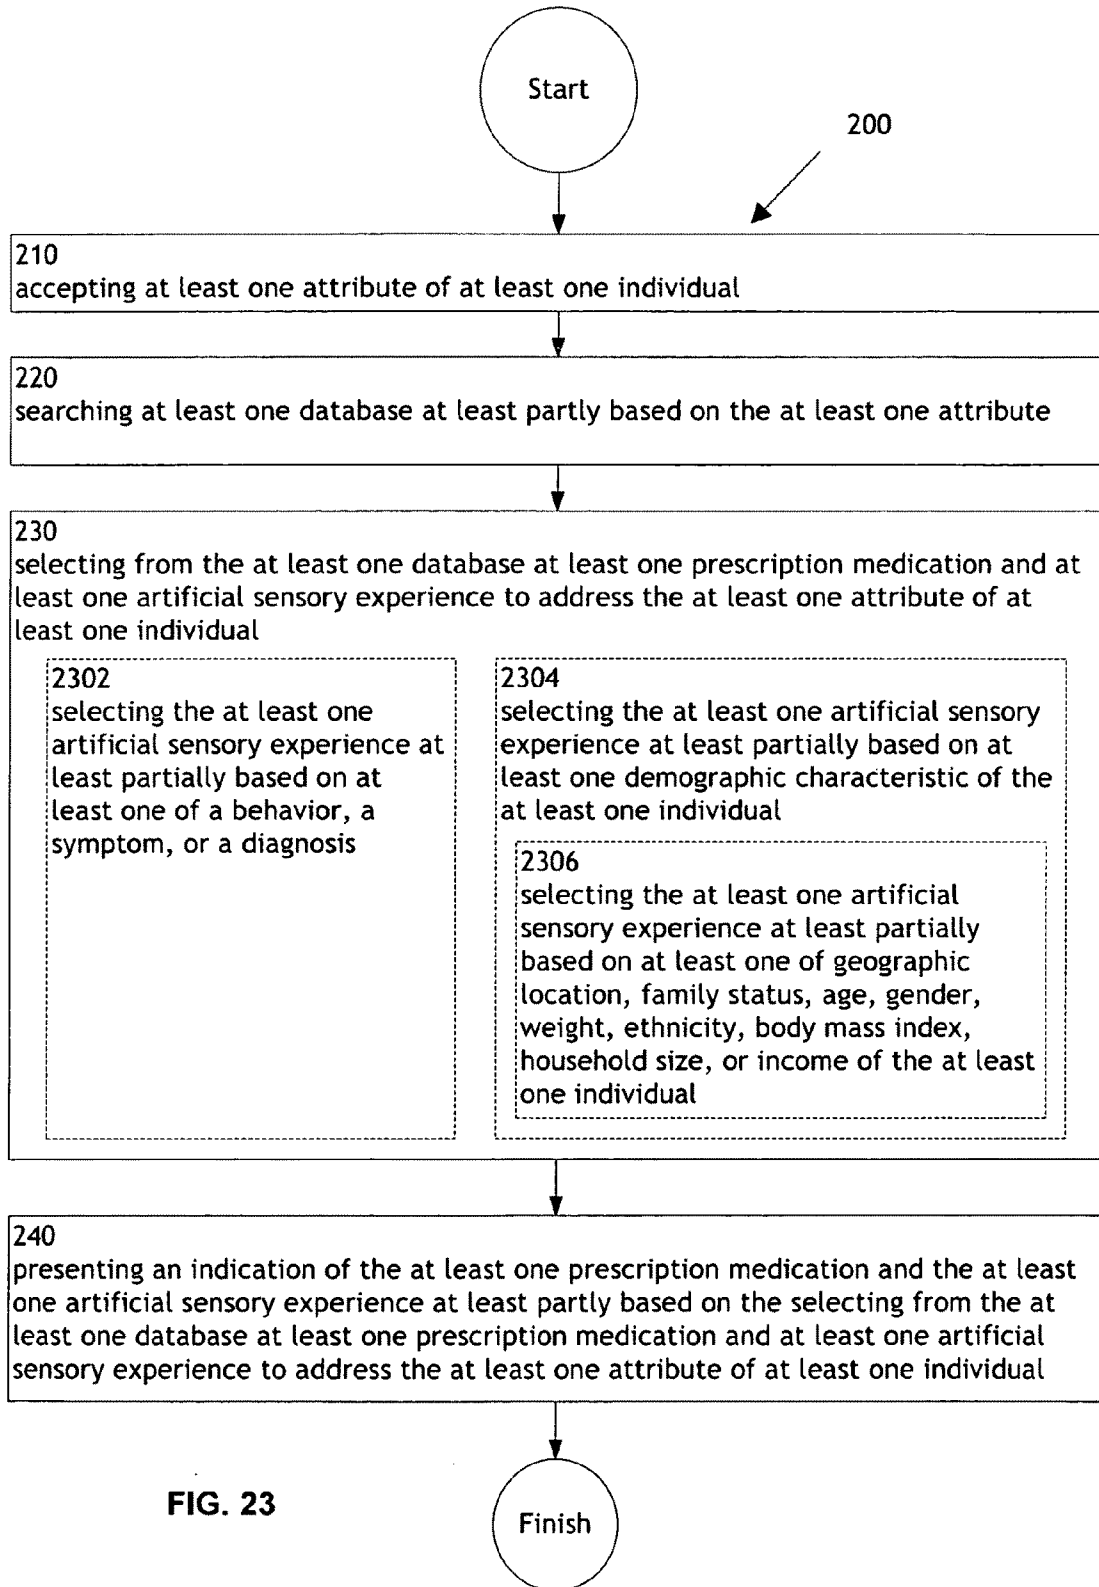 Start
200
210
accepting at least one attribute of at least one individual
220
searching at least one database at least partly based on the at least one attribute
230
selecting from the at least one database at least one prescription medication and at
least one artificial sensory experience to address the at least one attribute of at
least one individual
2302
selecting the at least one
artificial sensory experience at
least partially based on at
least one of a behavior, a
symptom, or a diagnosis
2304
selecting the at least one artificial sensory
experience at least partially based on at
least one demographic characteristic of the
at least one individual
2306
selecting the at least one artificial
sensory experience at least partially
based on at least one of geographic
location, family status, age, gender,
weight, ethnicity, body mass index,
household size, or income of the at least
one individual
240
presenting an indication of the at least one prescription medication and the at least
one artificial sensory experience at least partly based on the selecting from the at
least one database at least one prescription medication and at least one artificial
sensory experience to address the at least one attribute of at least one individual
FIG. 23
Finish